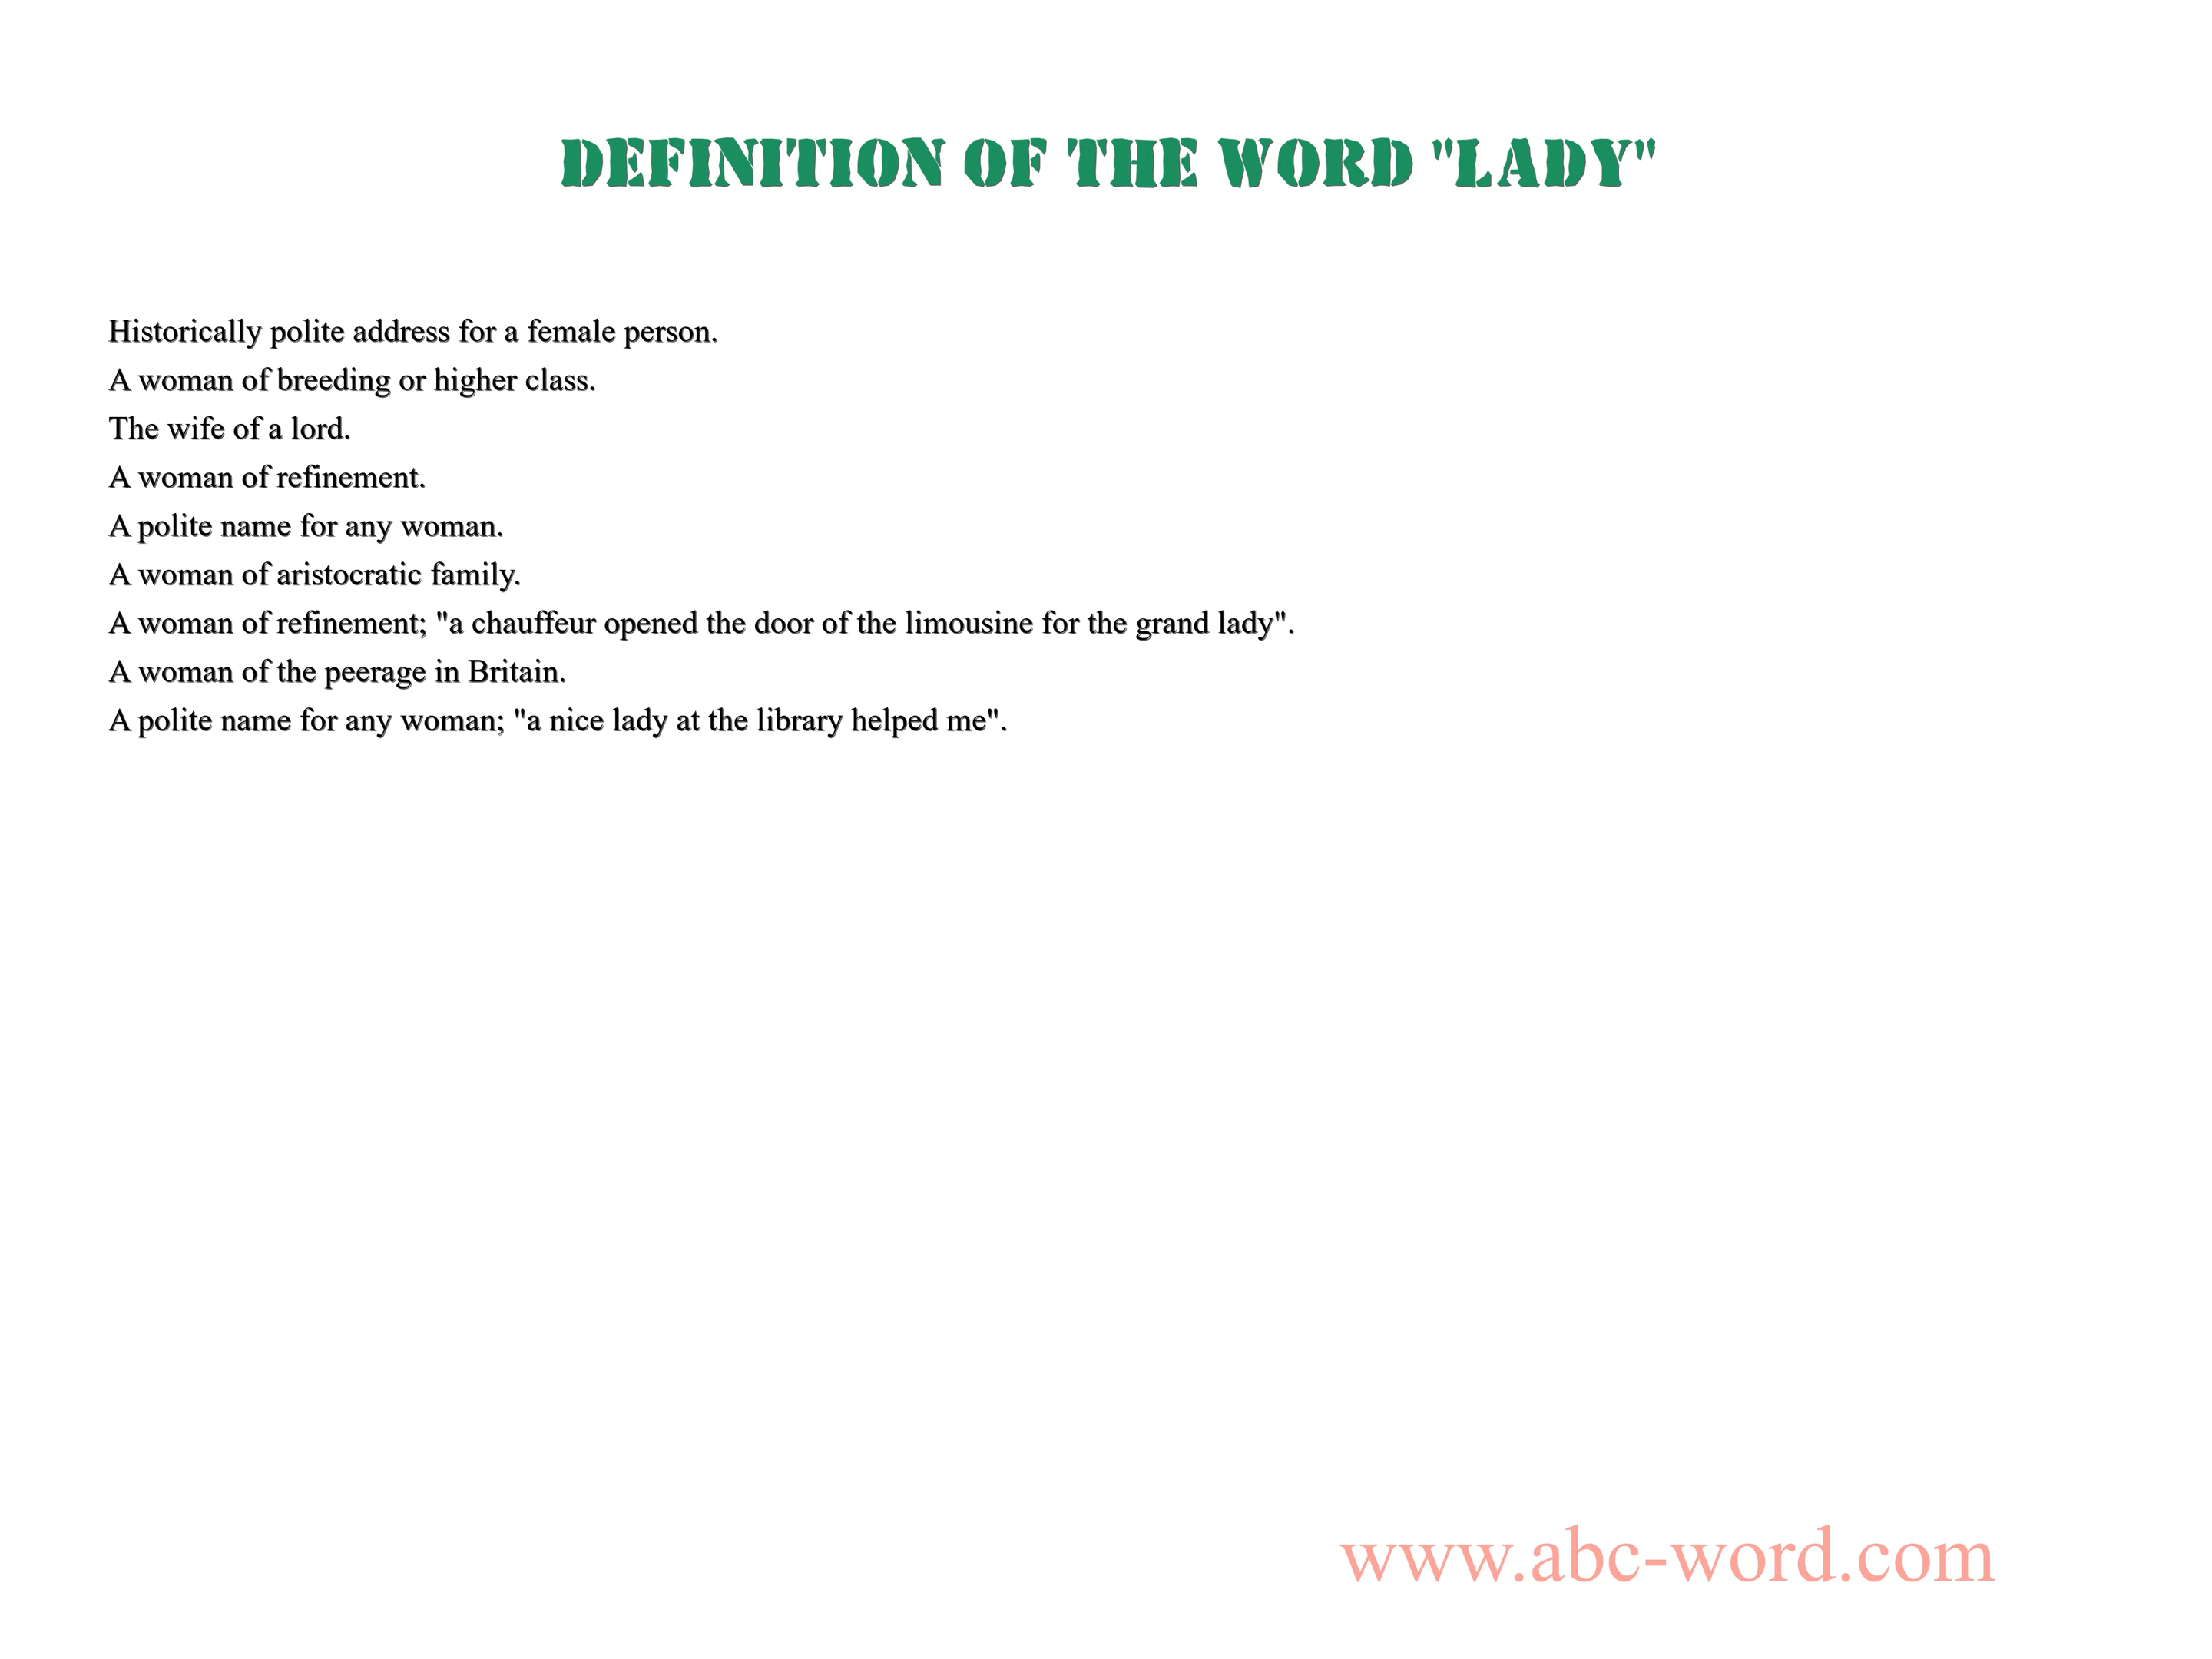 DEFINITION OF THE WORD "LADY"
Historically polite address for a female person.
A woman of breeding or higher class.
The wife of a lord.
A woman of refinement.
A polite name for any woman.
A woman of aristocratic family.
A woman of refinement; "a chauffeur opened the door of the limousine for the grand lady".
A woman of the peerage in Britain.
A polite name for any woman; "a nice lady at the library helped me".
www.abc-word.com